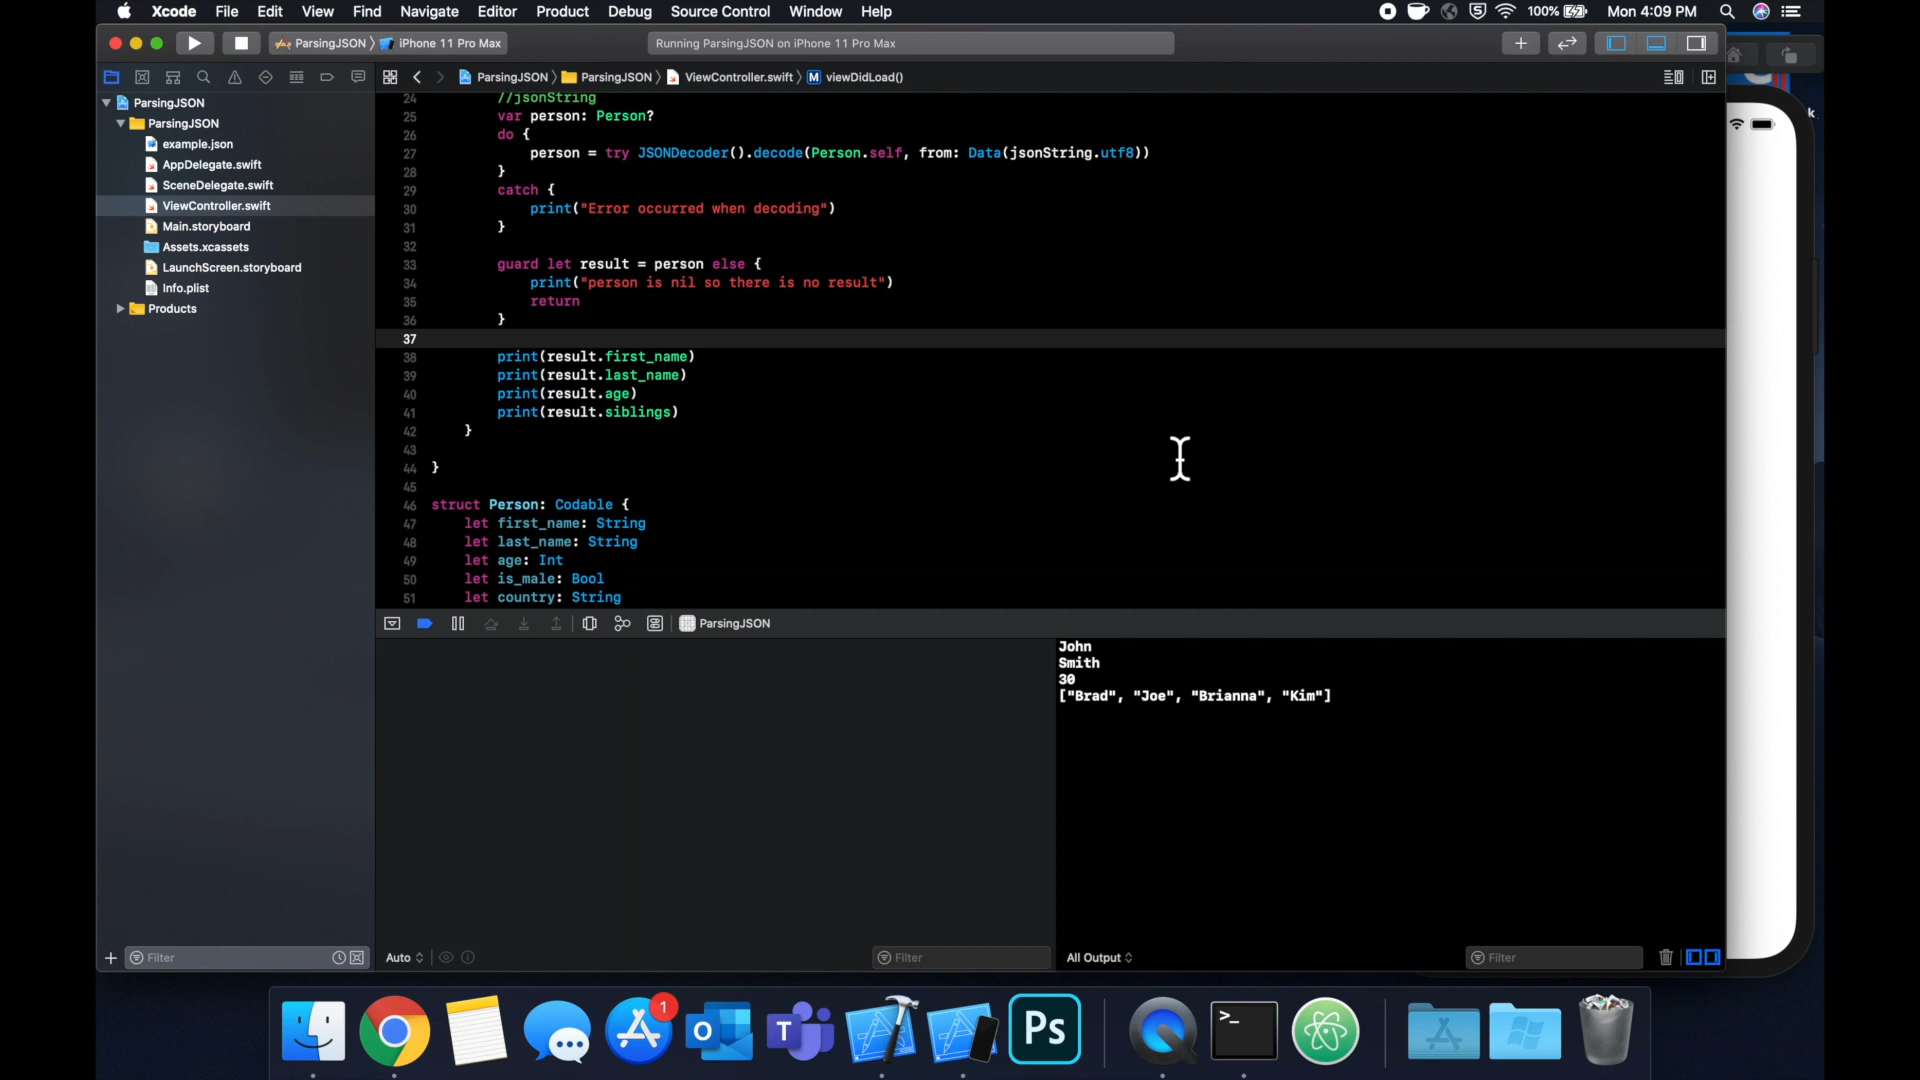 Xcode File Edit View Find Navigate Editor Product Debug Source Control Window Help 100% Mon 4:09 PM
ParsingJSON iPhone 11 Pro Max Running ParsingJSON on iPhone 11 Pro Max
ParsingJSON ParsingJSON ViewController.swift M viewDidLoad()
ParsingJSON
ParsingJSON
example.json
AppDelegate.swift
SceneDelegate.swift
ViewController.swift
Main.storyboard
Assets.xcassets
LaunchScreen.storyboard
Info.plist
Products
24 //jsonString
25 var person: Person?
26 do {
27 person = try JSONDecoder().decode(Person.self, from: Data(jsonString.utf8))
28 }
29 catch {
30 print("Error occurred when decoding")
31 }
32
33 guard let result = person else {
34 print("person is nil so there is no result")
35 return
36 }
37
38 print(result.first_name)
39 print(result.last_name)
40 print(result.age)
41 print(result.siblings)
42 }
43
44 }
45
46 struct Person: Codable {
47 let first_name: String
48 let last_name: String
49 let age: Int
50 let is_male: Bool
51 let country: String
ParsingJSON
John
Smith
30
["Brad", "Joe", "Brianna", "Kim"]
Filter Auto Filter All Output Filter
1
Ps